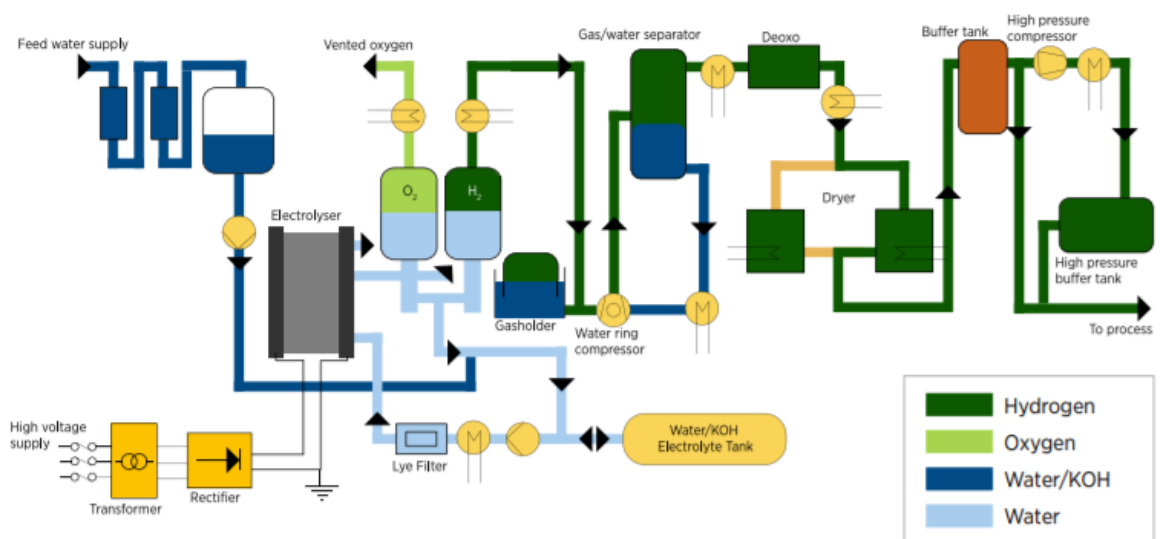 Feed water supply
Vented oxygen
Gas/water separator
Deoxo
Buffer tank
High pressure
compressor
O2
H2
Electrolyser
Dryer
Gasholder
Water ring
compressor
High pressure
buffer tank
To process
High voltage
supply
Transformer
Rectifier
Lye Filter
Water/KOH
Electrolyte Tank
Hydrogen
Oxygen
Water/KOH
Water